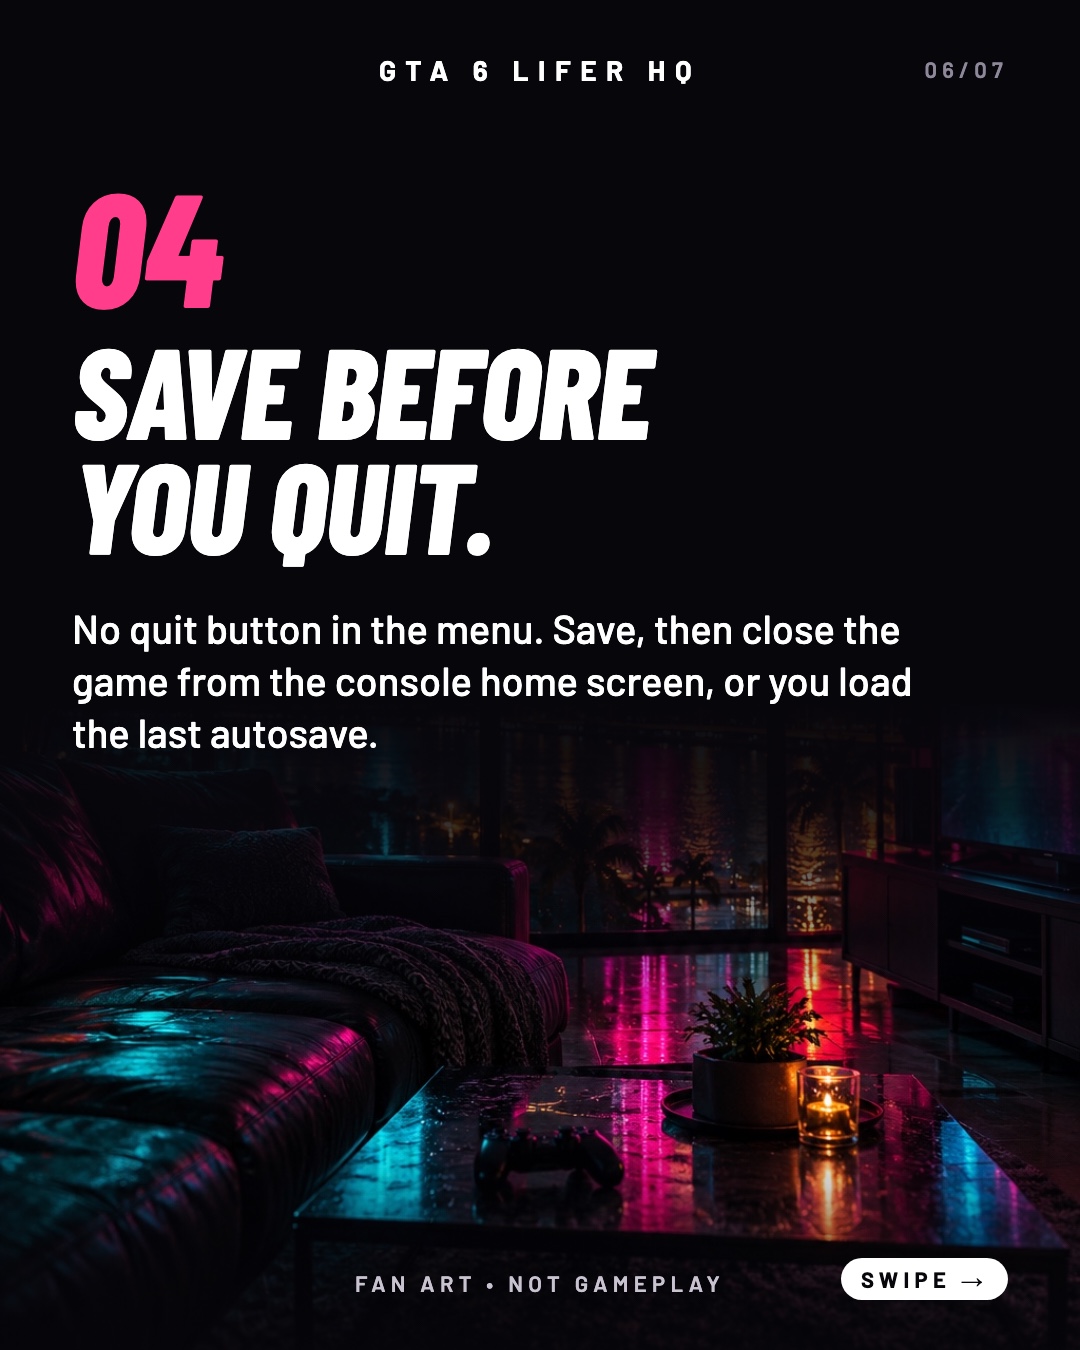 GTA 6 LIFER HQ
06/07
04
SAVE BEFORE
YOU QUIT.
No quit button in the menu. Save, then close the
game from the console home screen, or you load
the last autosave.
FAN ART • NOT GAMEPLAY
SWIPE →